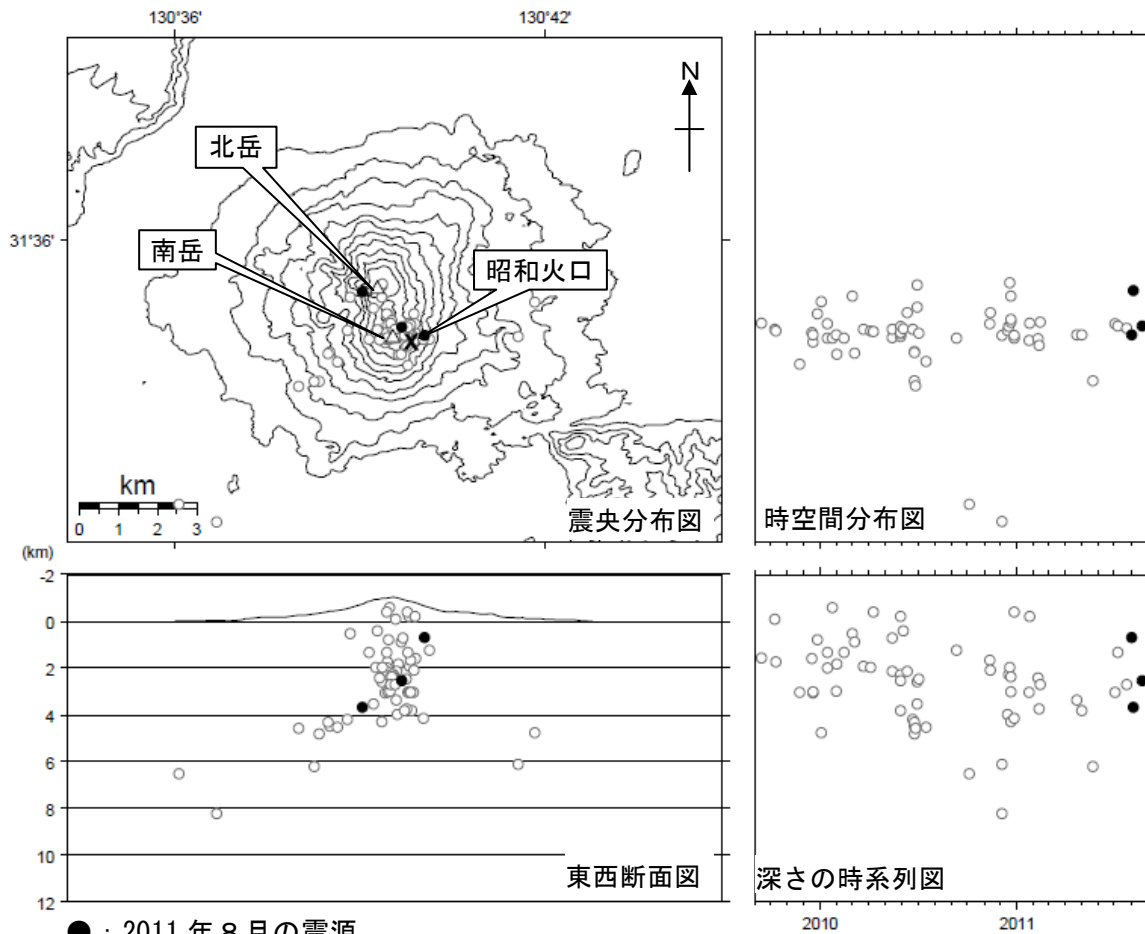 130°36'
130°42'
N
北岳
31°36'
南岳
昭和火口
X
km
0 1 2 3
震央分布図
時空間分布図
(km)
-2
0
2
4
6
8
10
12
東西断面図
深さの時系列図
2010
2011
●：2011 年８月の震源